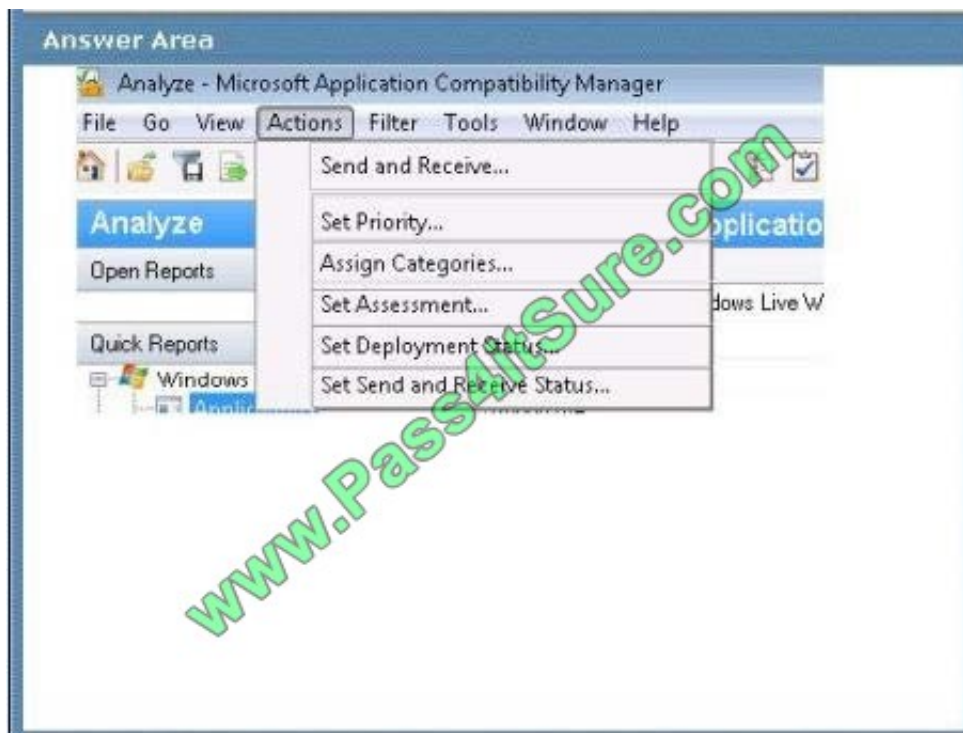 Answer Area
Analyze - Microsoft Application Compatibility Manager
File Go View Actions Filter Tools Window Help
Send and Receive...
Analyze
Set Priority...
Open Reports
Assign Categories...
Set Assessment...
dows Live W
Quick Reports
Set Deployment Status...
Windows
Set Send and Receive Status...
www.Pass4ItSure.com